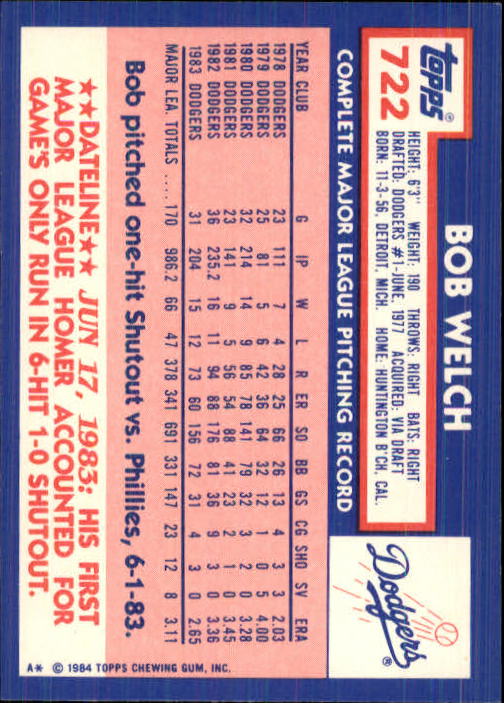 topps®
722
BOB WELCH
HEIGHT: 6'3" WEIGHT: 190 THROWS: RIGHT BATS: RIGHT
DRAFTED: DODGERS #1-JUNE, 1977 ACQUIRED: VIA DRAFT
BORN: 11-3-56, DETROIT, MICH. HOME: HUNTINGTON B'CH, CAL.
Dodgers®
COMPLETE MAJOR LEAGUE PITCHING RECORD
YEAR CLUB G IP W L R ER SO BB GS CG SHO SV ERA
1978 DODGERS 23 111 7 4 28 25 66 26 13 4 3 3 2.03
1979 DODGERS 25 81 5 6 42 36 64 32 12 1 0 5 4.00
1980 DODGERS 32 214 14 9 85 78 141 79 32 3 2 0 3.28
1981 DODGERS 23 141 9 5 56 54 88 41 23 2 1 0 3.45
1982 DODGERS 36 235.2 16 11 94 88 176 81 36 9 3 0 3.36
1983 DODGERS 31 204 15 12 73 60 156 72 31 4 3 0 2.65
MAJOR LEA. TOTALS .... 170 986.2 66 47 378 341 691 331 147 23 12 8 3.11
Bob pitched one-hit Shutout vs. Phillies, 6-1-83.
★★DATELINE★★ JUN 17, 1983: HIS FIRST
MAJOR LEAGUE HOMER ACCOUNTED FOR
GAME'S ONLY RUN IN 6-HIT 1-0 SHUTOUT.
A* © 1984 TOPPS CHEWING GUM, INC.